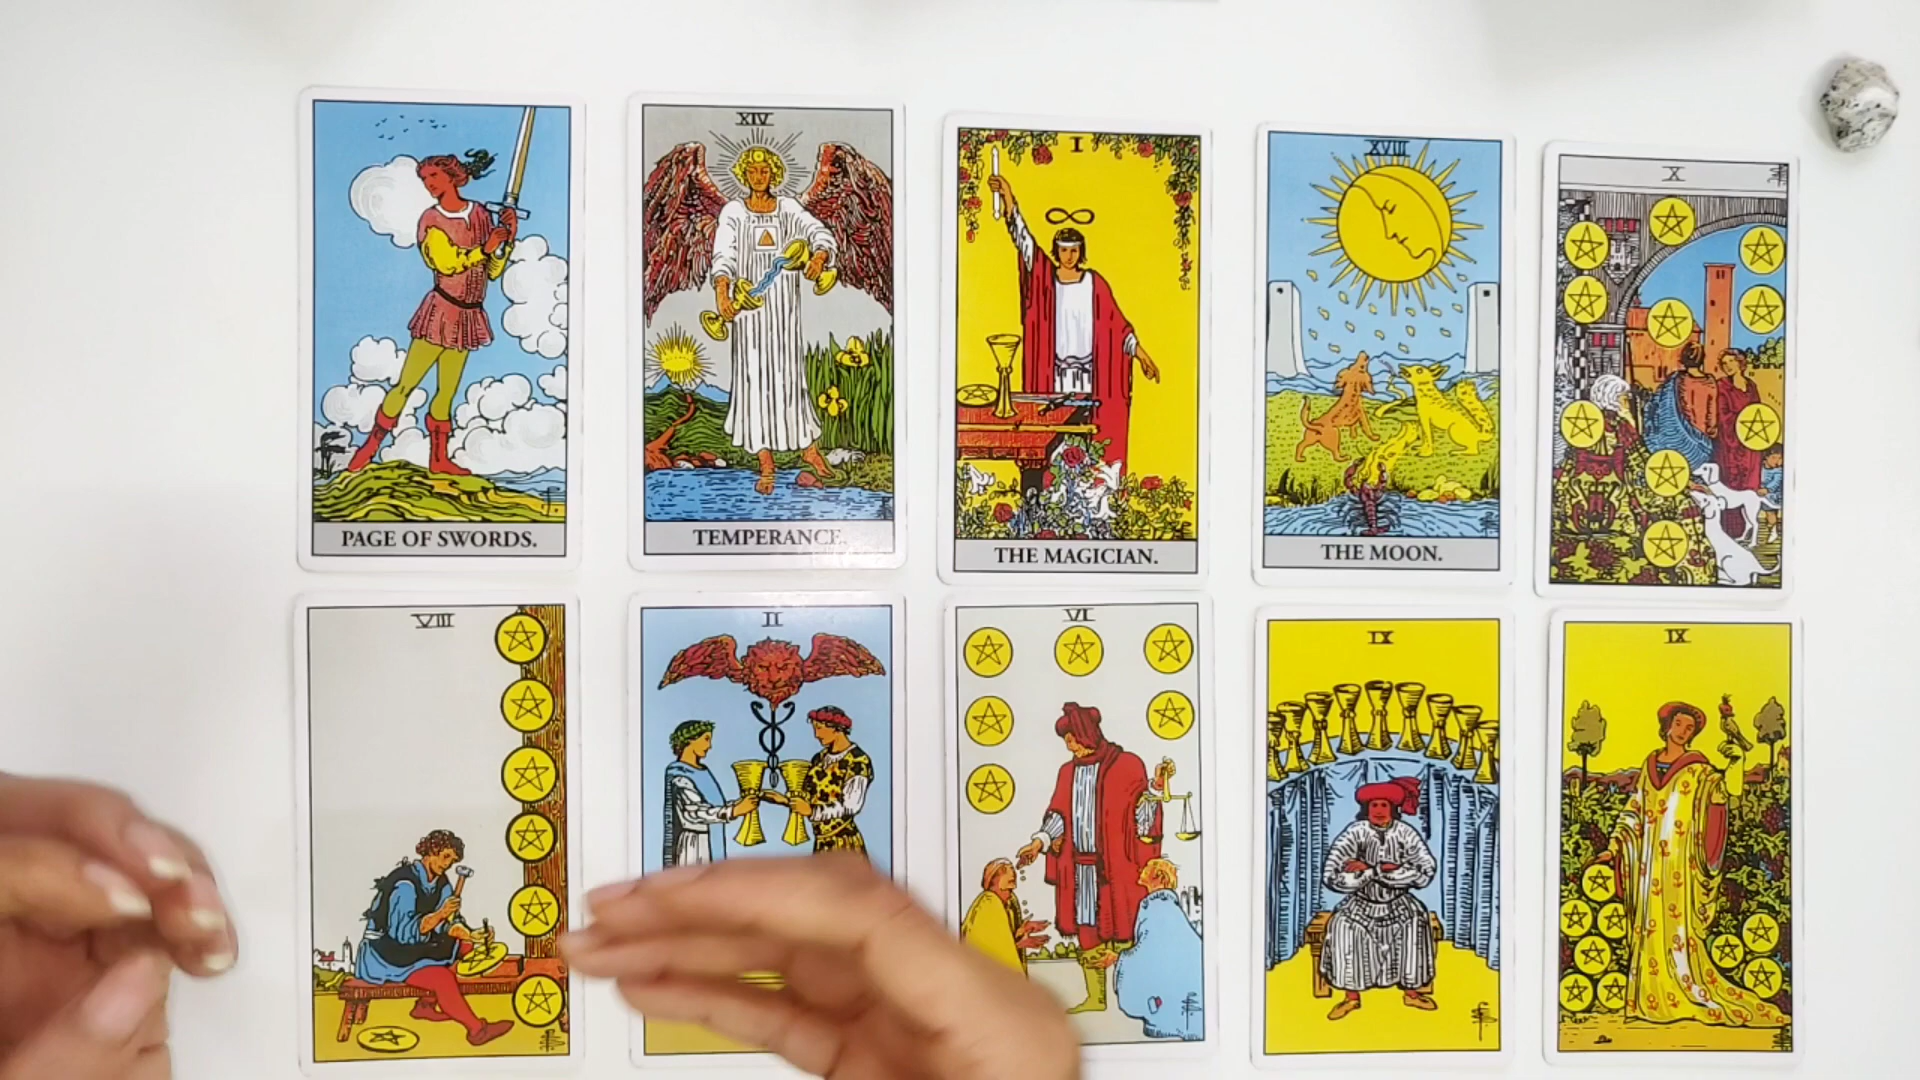 XIV
I
XVIII
X
PAGE OF SWORDS.
TEMPERANCE.
THE MAGICIAN.
THE MOON.
VIII
II
VI
IX
IX